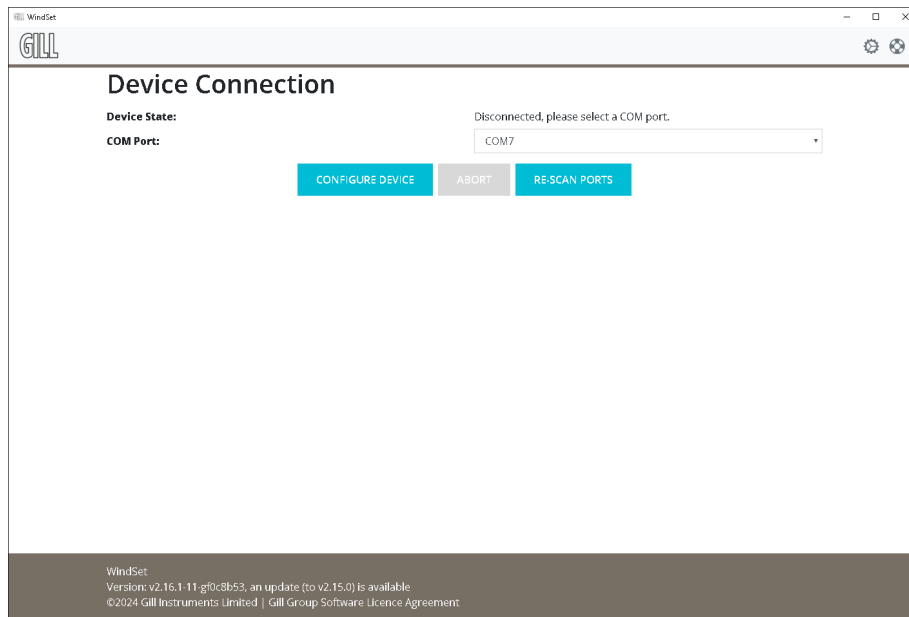 WindSet
GILL
Device Connection
Device State: Disconnected, please select a COM port.
COM Port: COM7
CONFIGURE DEVICE ABORT RE-SCAN PORTS
WindSet
Version: v2.16.1-11-gf0c8b53, an update (to v2.15.0) is available
©2024 Gill Instruments Limited | Gill Group Software Licence Agreement